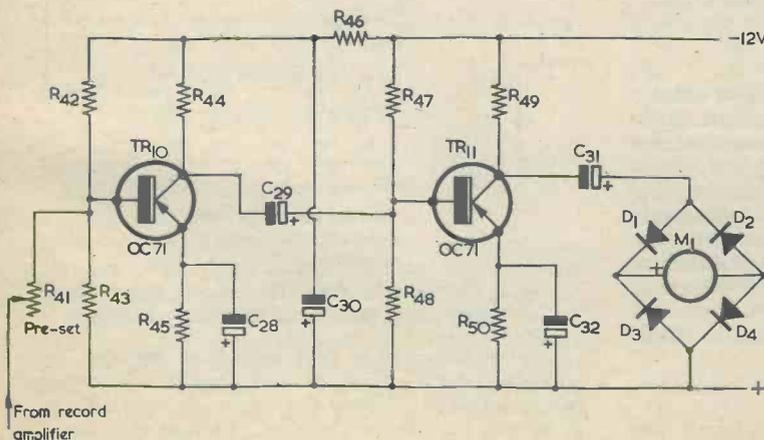 R46
-12V
R42
R44
R47
R49
TR10
TR11
C31
C29
D1
D2
M1
+
OC71
OC71
R41
R43
R48
Pre-set
R45
C28
C30
R50
C32
D3
D4
+
From record
amplifier